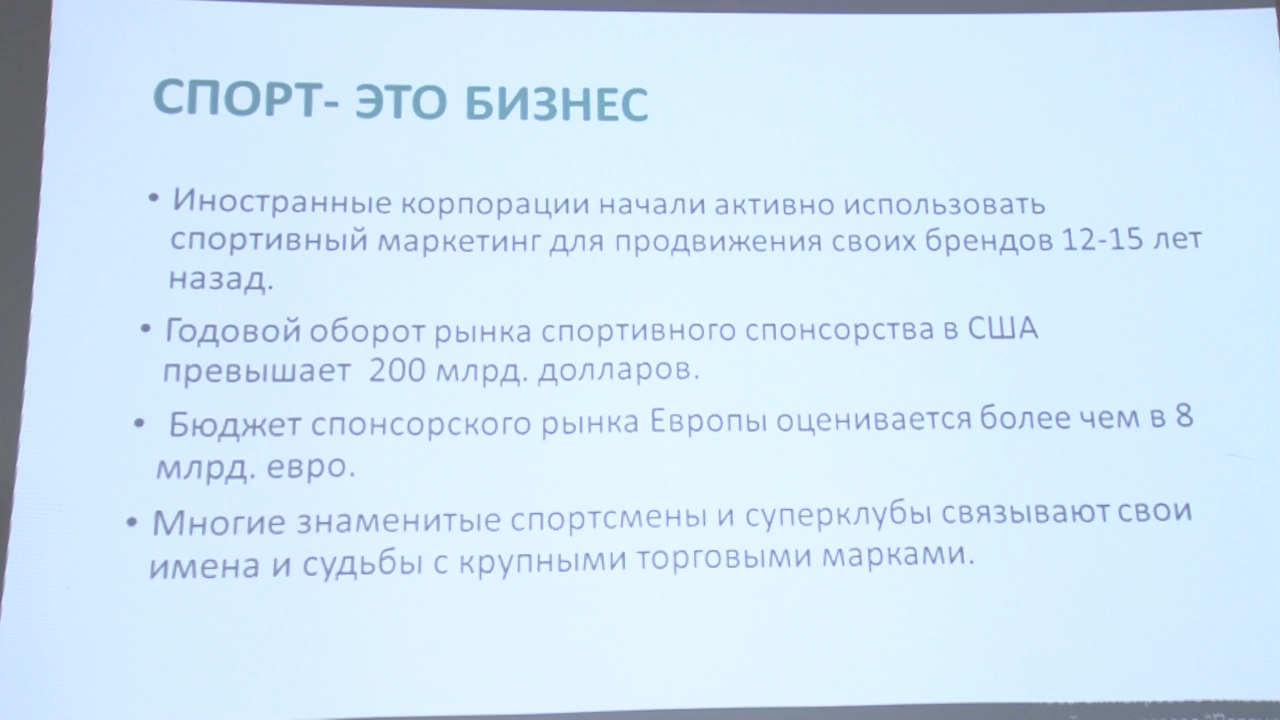 СПОРТ- ЭТО БИЗНЕС
• Иностранные корпорации начали активно использовать
спортивный маркетинг для продвижения своих брендов 12-15 лет
назад.
• Годовой оборот рынка спортивного спонсорства в США
превышает 200 млрд. долларов.
• Бюджет спонсорского рынка Европы оценивается более чем в 8
млрд. евро.
• Многие знаменитые спортсмены и суперклубы связывают свои
имена и судьбы с крупными торговыми марками.